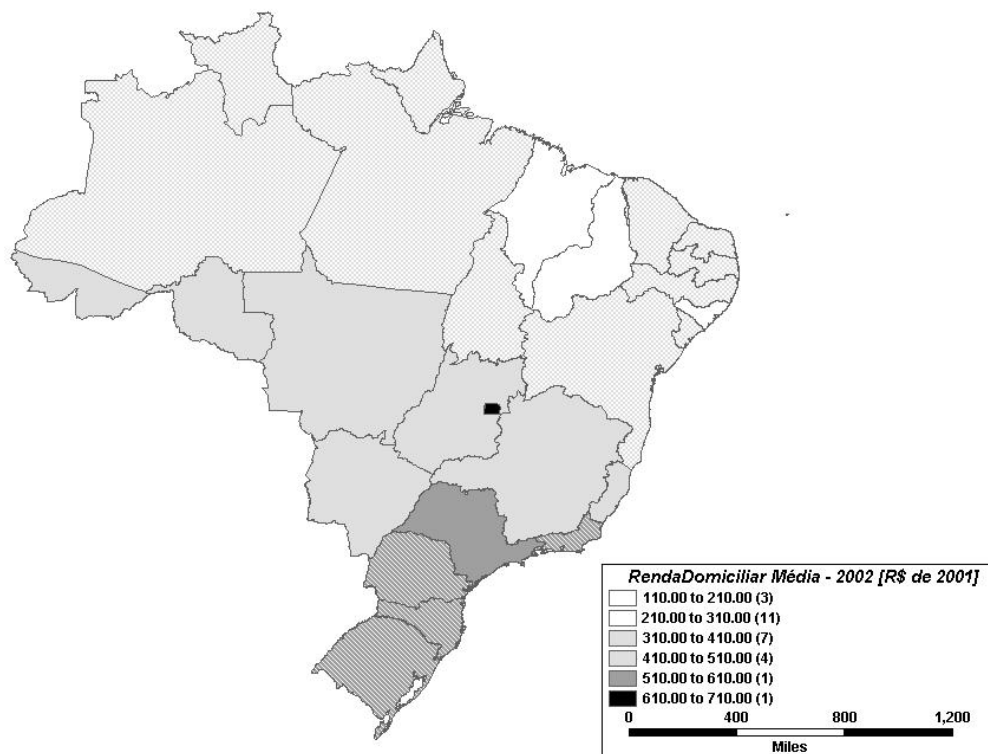 RendaDomiciliar Média - 2002 [R$ de 2001]
110.00 to 210.00 (3)
210.00 to 310.00 (11)
310.00 to 410.00 (7)
410.00 to 510.00 (4)
510.00 to 610.00 (1)
610.00 to 710.00 (1)
0 400 800 1,200
Miles